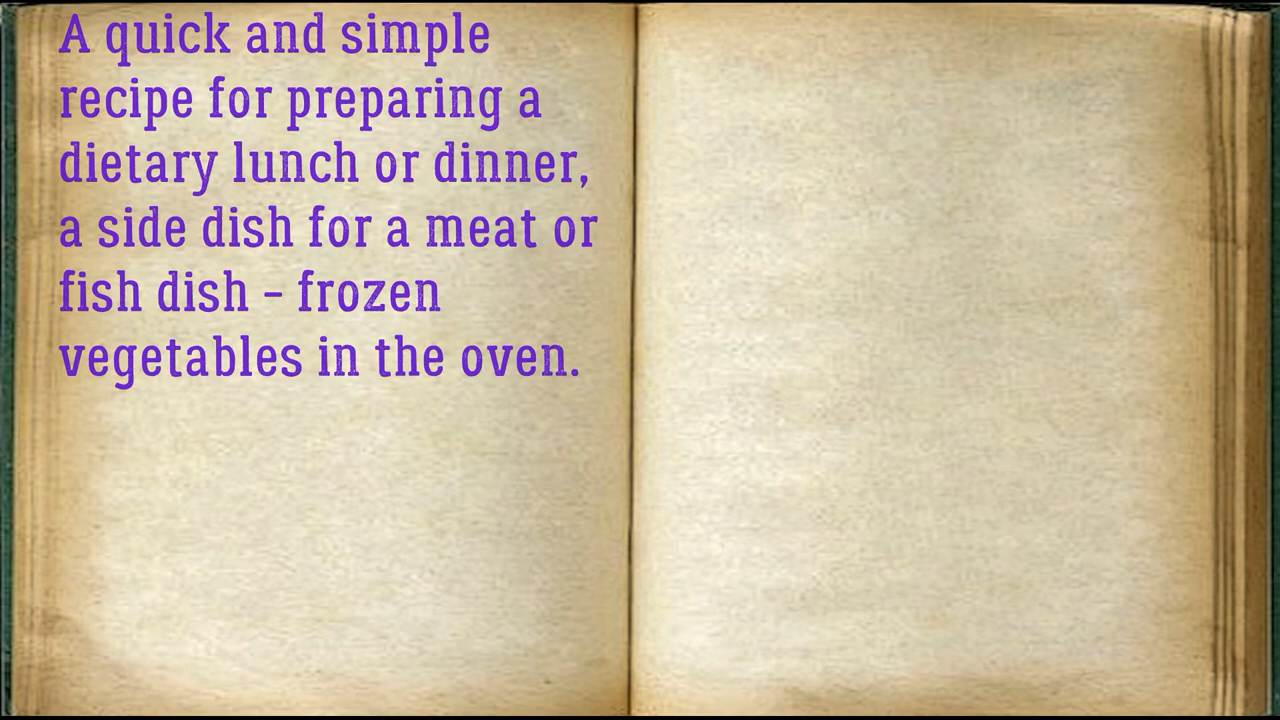 A quick and simple
recipe for preparing a
dietary lunch or dinner,
a side dish for a meat or
fish dish – frozen
vegetables in the oven.